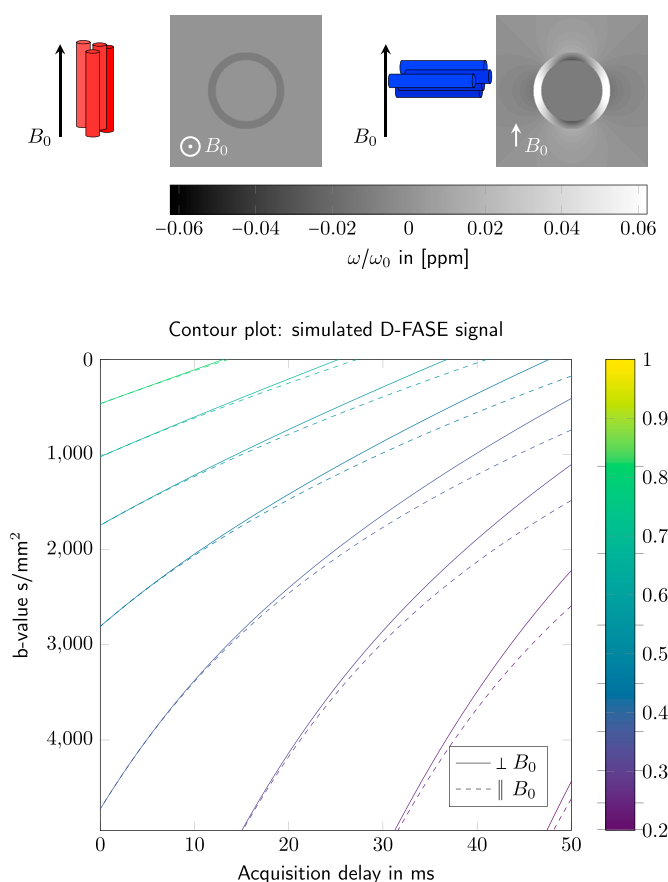 B₀
B₀
B₀
B₀
−0.06 −0.04 −0.02 0 0.02 0.04 0.06
ω/ω₀ in [ppm]
Contour plot: simulated D-FASE signal
0
1,000
2,000
3,000
4,000
b-value s/mm²
0 10 20 30 40 50
Acquisition delay in ms
⊥ B₀
∥ B₀
1
0.9
0.8
0.7
0.6
0.5
0.4
0.3
0.2